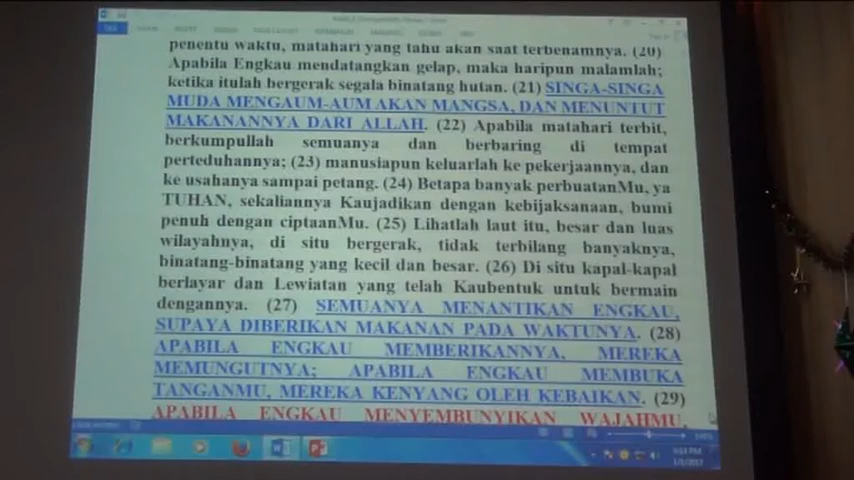 penentu waktu, matahari yang tahu akan saat terbenamnya. (20)
Apabila Engkau mendatangkan gelap, maka haripun malamlah;
ketika itulah bergerak segala binatang hutan. (21) SINGA-SINGA
MUDA MENGAUM-AUM AKAN MANGSA, DAN MENUNTUT
MAKANANNYA DARI ALLAH. (22) Apabila matahari terbit,
berkumpullah semuanya dan berbaring di tempat
perteduhannya; (23) manusiapun keluarlah ke pekerjaannya, dan
ke usahanya sampai petang. (24) Betapa banyak perbuatanMu, ya
TUHAN, sekaliannya Kaujadikan dengan kebijaksanaan, bumi
penuh dengan ciptaanMu. (25) Lihatlah laut itu, besar dan luas
wilayahnya, di situ bergerak, tidak terbilang banyaknya,
binatang-binatang yang kecil dan besar. (26) Di situ kapal-kapal
berlayar dan Lewiatan yang telah Kaubentuk untuk bermain
dengannya. (27) SEMUANYA MENANTIKAN ENGKAU,
SUPAYA DIBERIKAN MAKANAN PADA WAKTUNYA. (28)
APABILA ENGKAU MEMBERIKANNYA, MEREKA
MEMUNGUTNYA; APABILA ENGKAU MEMBUKA
TANGANMU, MEREKA KENYANG OLEH KEBAIKAN. (29)
APABILA ENGKAU MENYEMBUNYIKAN WAJAHMU,